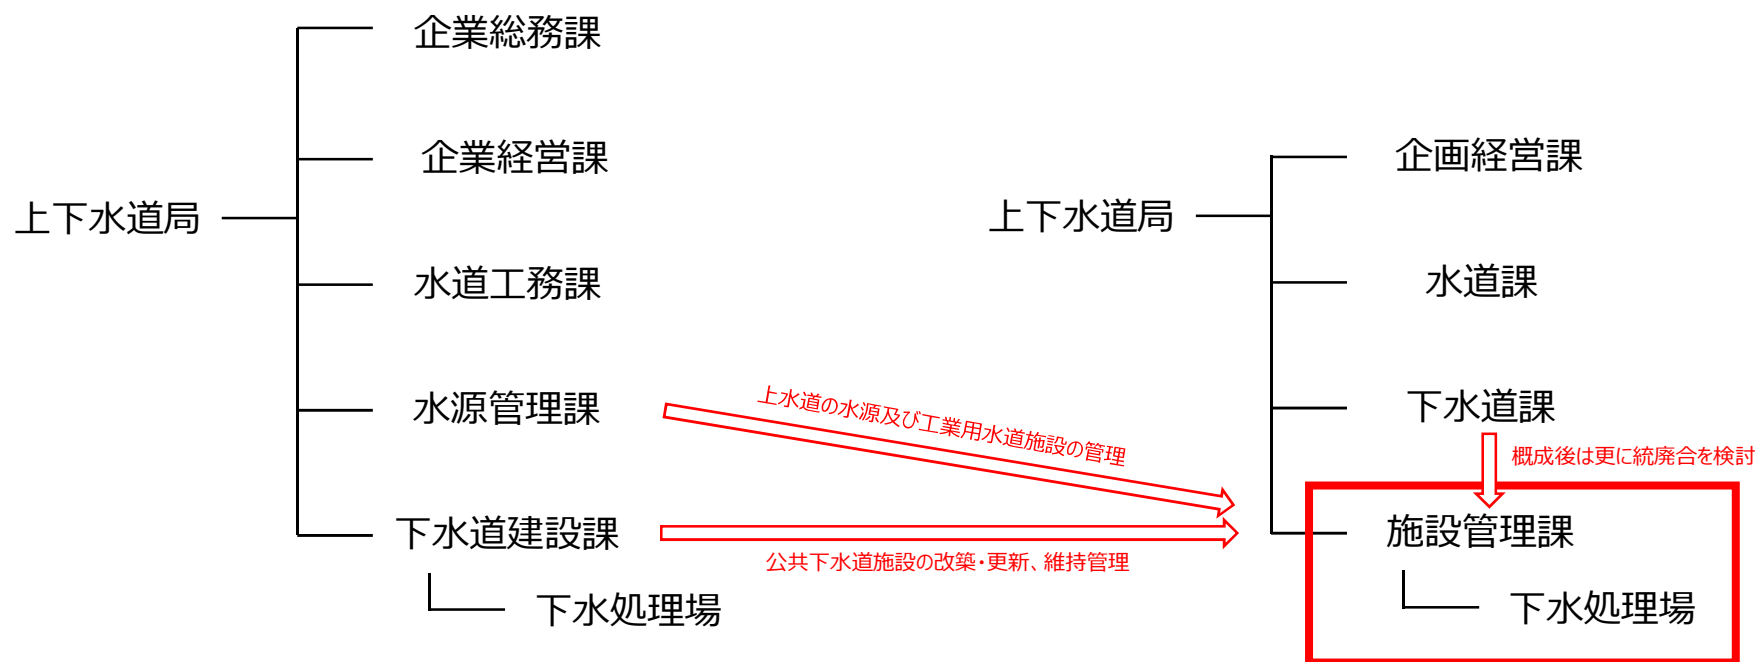 上下水道局
企業総務課
企業経営課
水道工務課
水源管理課
下水道建設課
下水処理場
上水道の水源及び工業用水道施設の管理
公共下水道施設の改築・更新、維持管理
上下水道局
企画経営課
水道課
下水道課
概成後は更に統廃合を検討
施設管理課
下水処理場